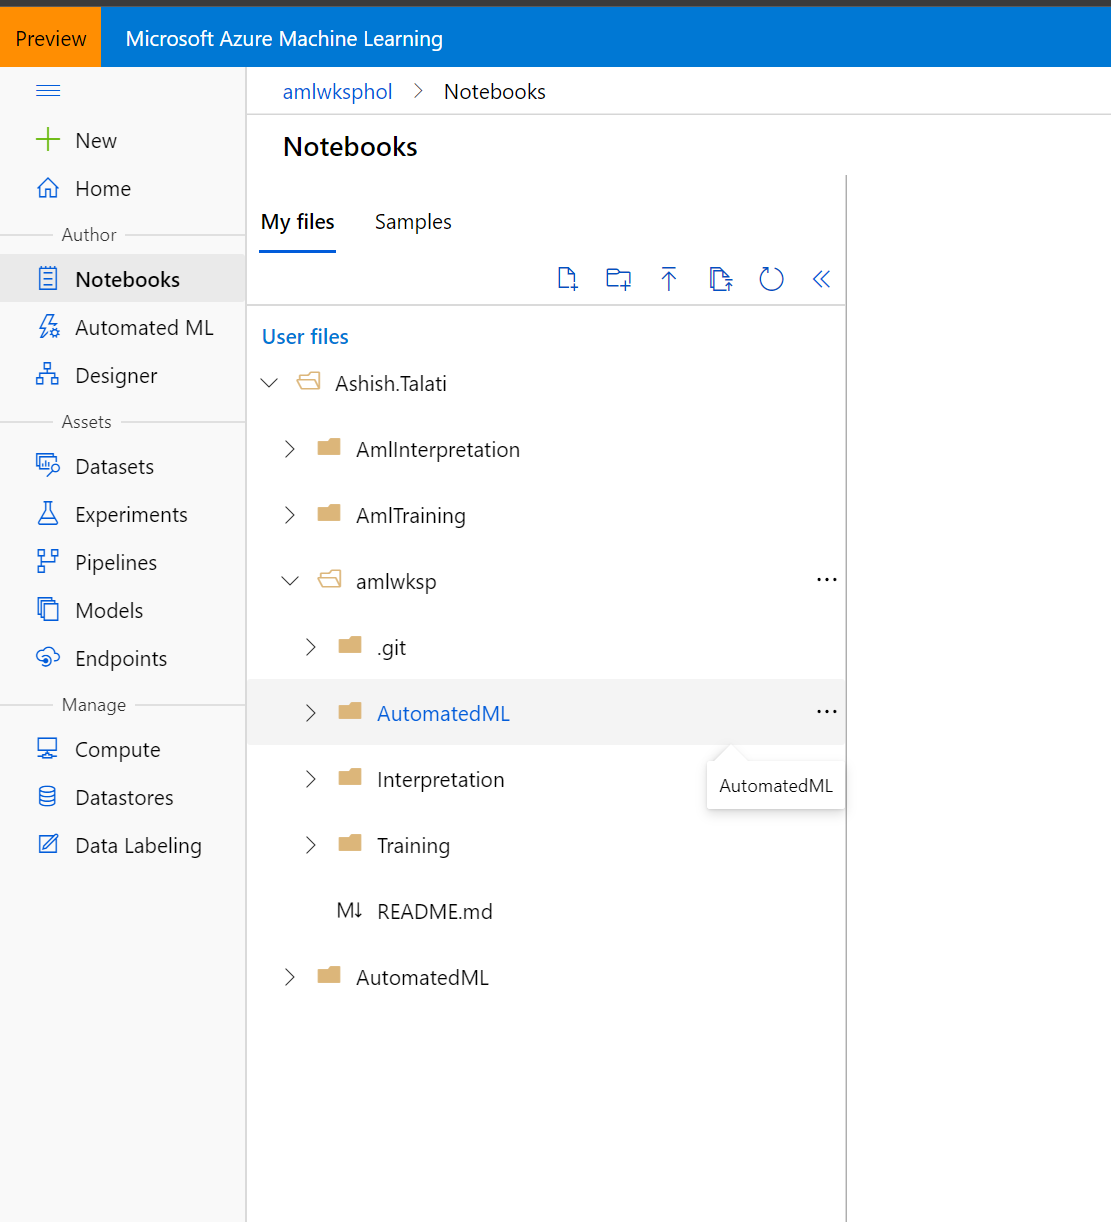 Preview
Microsoft Azure Machine Learning
New
Home
Author
Notebooks
Automated ML
Designer
Assets
Datasets
Experiments
Pipelines
Models
Endpoints
Manage
Compute
Datastores
Data Labeling
amlwksphol > Notebooks
Notebooks
My files Samples
User files
Ashish.Talati
AmlInterpretation
AmlTraining
amlwksp ...
.git
AutomatedML ...
AutomatedML
Interpretation
Training
M↓ README.md
AutomatedML